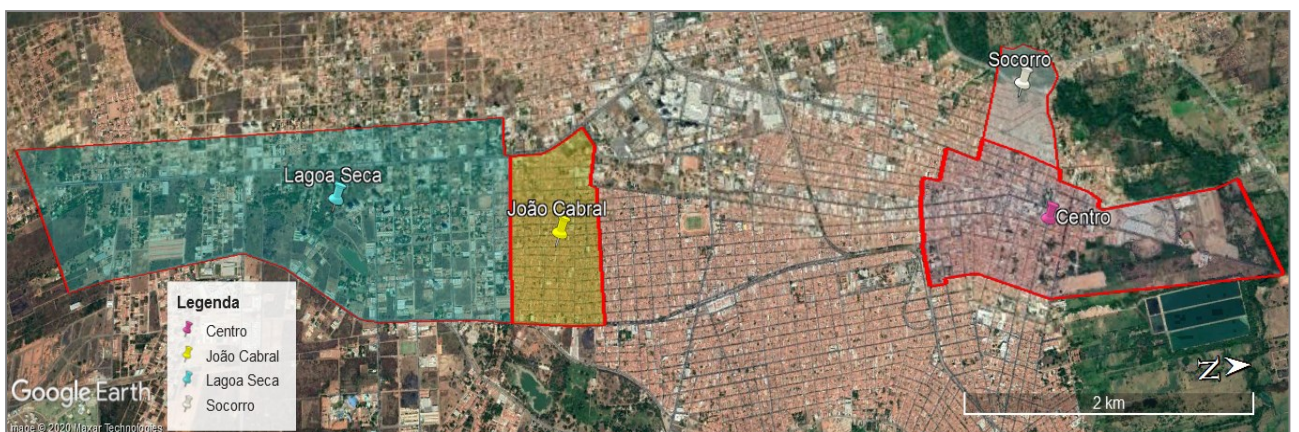 Socorro
Lagoa Seca
João Cabral
Centro
Legenda
Centro
João Cabral
Lagoa Seca
Socorro
Google Earth
Image © 2020 Maxar Technologies
N
2 km